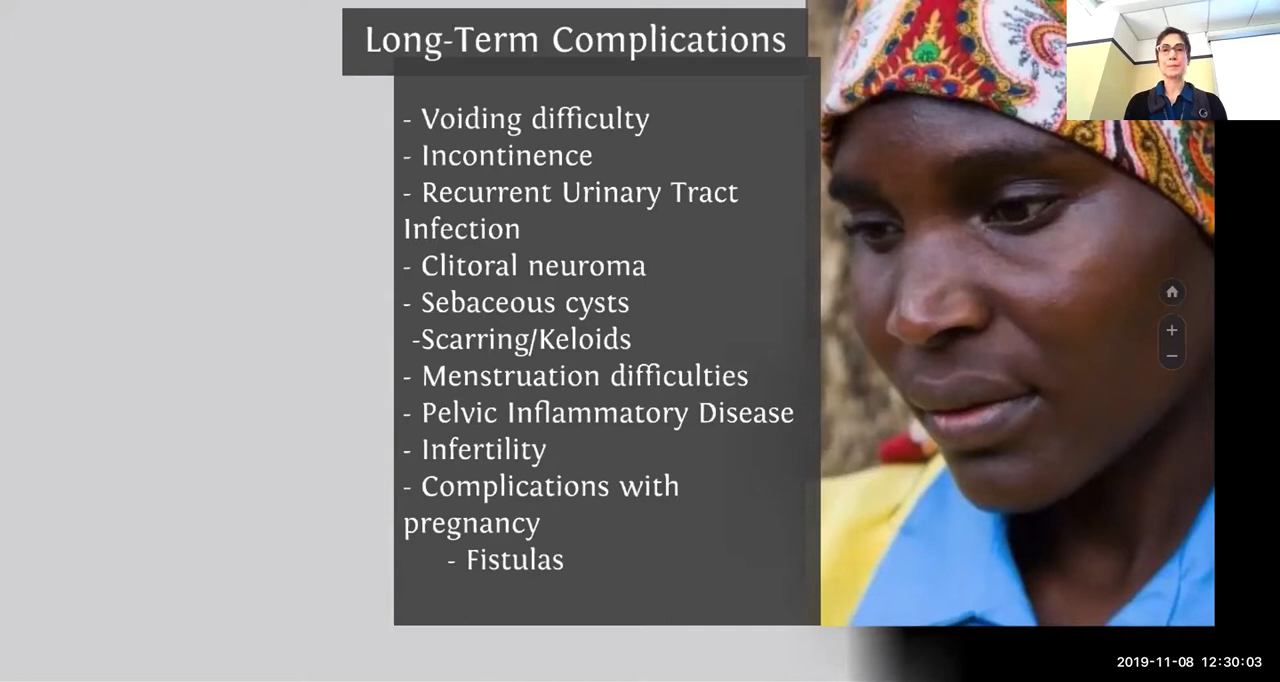 Long-Term Complications
- Voiding difficulty
- Incontinence
- Recurrent Urinary Tract
Infection
- Clitoral neuroma
- Sebaceous cysts
-Scarring/Keloids
- Menstruation difficulties
- Pelvic Inflammatory Disease
- Infertility
- Complications with
pregnancy
- Fistulas
2019-11-08 12:30:03